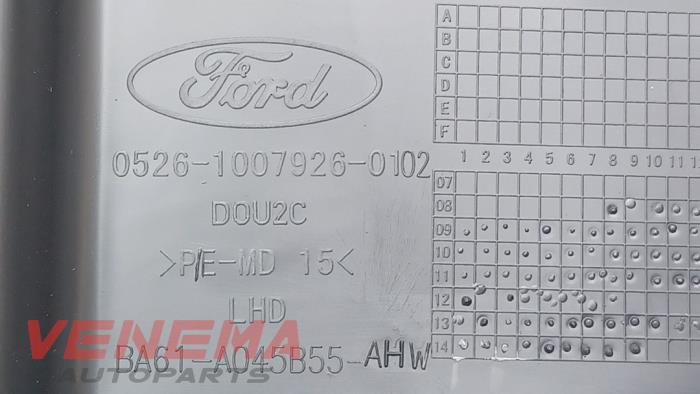 Ford
0526-1007926-0102
D0U2C
>P/E-MD 15<
LHD
BA61-A045B55-AHW
VENEMA
AUTOPARTS
A
B
C
D
E
F
1 2 3 4 5 6 7 8 9 10 11
07
08
09
10
11
12
13
14